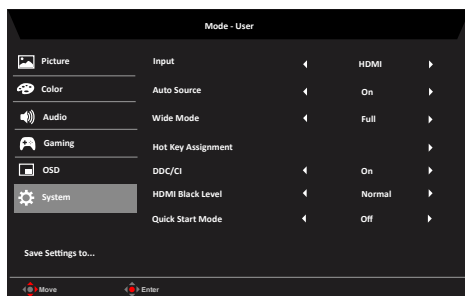 Mode - User
Picture
Color
Audio
Gaming
OSD
System
Save Settings to...
Input HDMI
Auto Source On
Wide Mode Full
Hot Key Assignment
DDC/CI On
HDMI Black Level Normal
Quick Start Mode Off
Move Enter